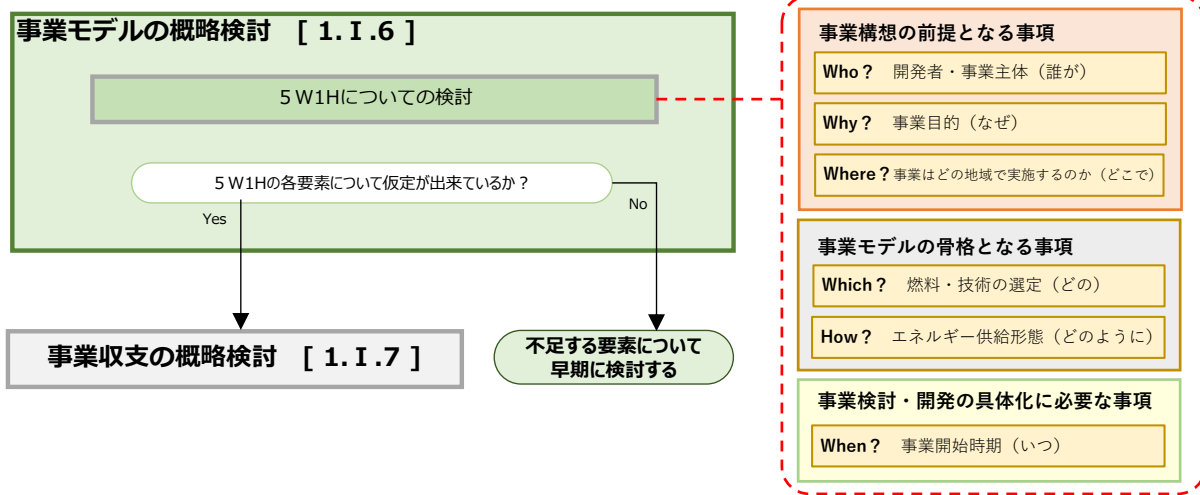 事業モデルの概略検討 [ 1.Ⅰ.6 ]
５W1Hについての検討
５W1Hの各要素について仮定が出来ているか？
Yes
No
事業収支の概略検討 [ 1.Ⅰ.7 ]
不足する要素について
早期に検討する
事業構想の前提となる事項
Who？ 開発者・事業主体（誰が）
Why？ 事業目的（なぜ）
Where？事業はどの地域で実施するのか（どこで）
事業モデルの骨格となる事項
Which？ 燃料・技術の選定（どの）
How？ エネルギー供給形態（どのように）
事業検討・開発の具体化に必要な事項
When？ 事業開始時期（いつ）